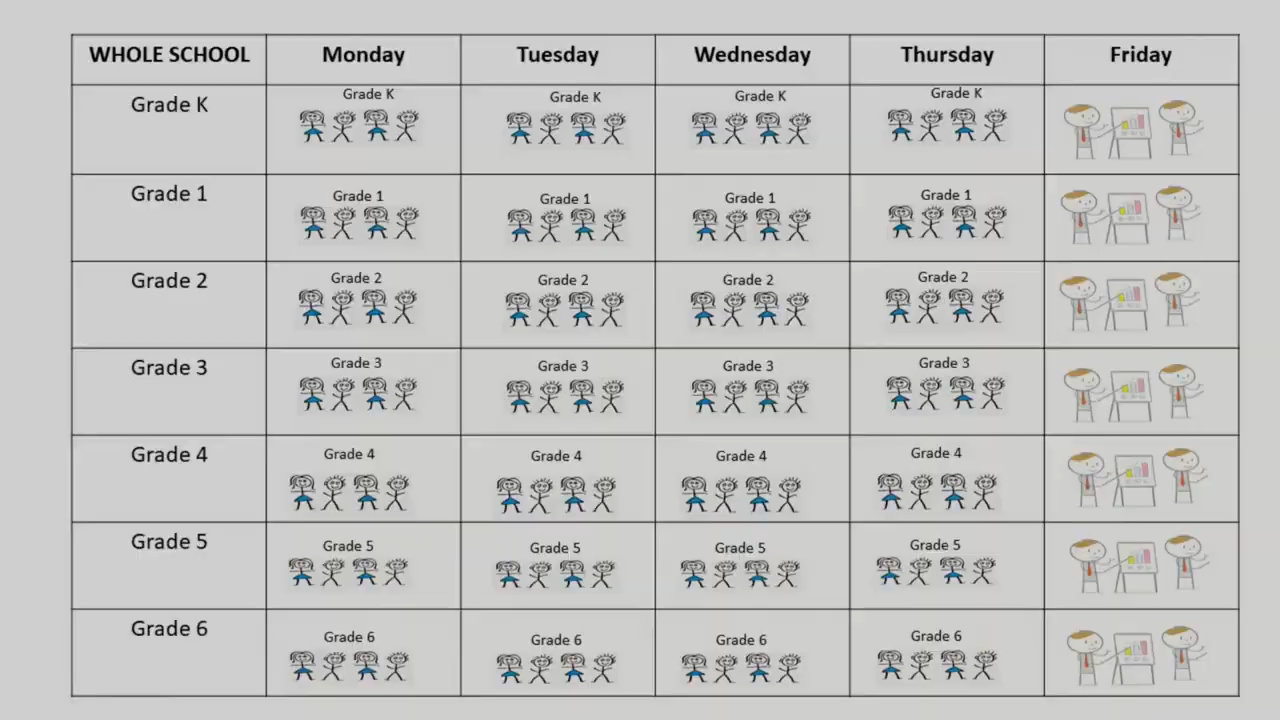 WHOLE SCHOOL Monday Tuesday Wednesday Thursday Friday
Grade K Grade K Grade K Grade K Grade K
Grade 1 Grade 1 Grade 1 Grade 1 Grade 1
Grade 2 Grade 2 Grade 2 Grade 2 Grade 2
Grade 3 Grade 3 Grade 3 Grade 3 Grade 3
Grade 4 Grade 4 Grade 4 Grade 4 Grade 4
Grade 5 Grade 5 Grade 5 Grade 5 Grade 5
Grade 6 Grade 6 Grade 6 Grade 6 Grade 6